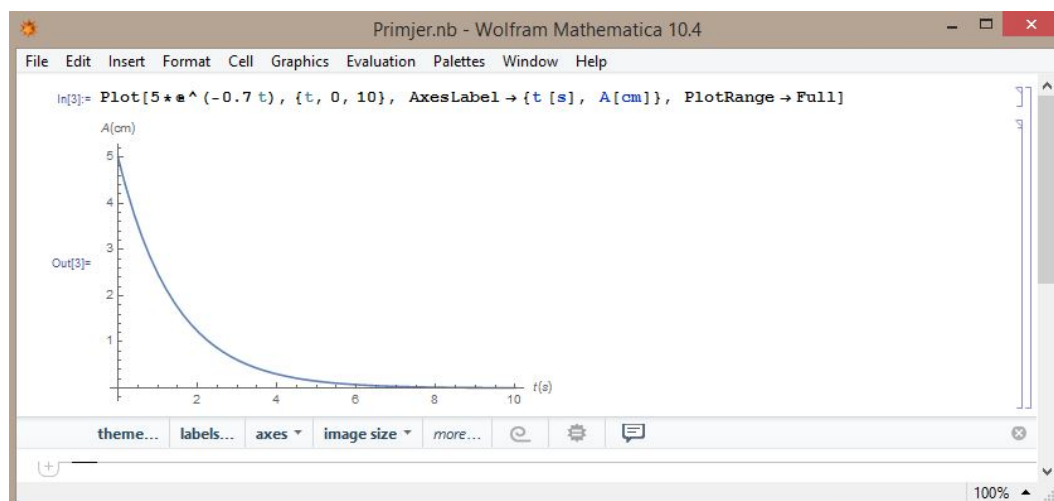 Primjer.nb - Wolfram Mathematica 10.4
File Edit Insert Format Cell Graphics Evaluation Palettes Window Help
In[3]:= Plot[5*ⅇ^(-0.7 t), {t, 0, 10}, AxesLabel → {t [s], A[cm]}, PlotRange → Full]
A(cm)
5
4
3
Out[3]=
2
1
2 4 6 8 10 t(s)
theme... labels... axes image size more...
100%